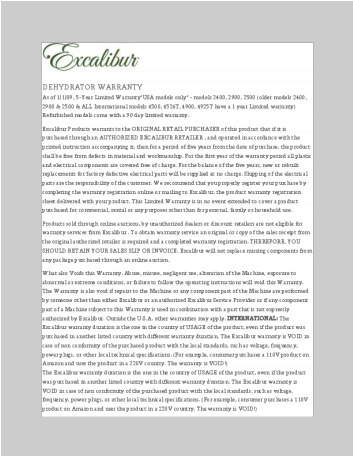 Excalibur
DEHYDRATOR WARRANTY
As of 1/1/09, 5-Year Limited Warranty "USA models only" - models 2400, 2900, 3500 (older models 2400,
2900 & 2500 & ALL International models 4500, 4526T, 4900, 4925T have a 1 year Limited warranty)
Refurbished models come with a 90 day limited warranty.
Excalibur Products warrants to the ORIGINAL RETAIL PURCHASER of this product that if it is
purchased through an AUTHORIZED EXCALIBUR RETAILER, and operated in accordance with the
printed instruction accompanying it; then for a period of five years from the date of purchase, the product
shall be free from defects in material and workmanship. For the first year of the warranty period all plastic
and electrical components are covered free of charge. For the balance of the five years, new or rebuilt
replacements for factory defective electrical parts will be supplied at no charge. Shipping of the electrical
parts are the responsibility of the customer. We recommend that you properly register your purchase by
completing the warranty registration online or mailing to Excalibur, the product warranty registration
sheet delivered with your product. This Limited Warranty is in no event extended to cover a product
purchased for commercial, rental or any purposes other than for personal, family or household use.
Products sold through online auctions, by unauthorized dealers or discount retailers are not eligible for
warranty services from Excalibur. To obtain warranty service an original or copy of the sales receipt from
the original authorized retailer is required and a completed warranty registration. THEREFORE, YOU
SHOULD RETAIN YOUR SALES SLIP OR INVOICE. Excalibur will not replace missing components from
any package purchased through an online auction.
What also Voids this Warranty: Abuse, misuse, negligent use, alteration of the Machine, exposure to
abnormal or extreme conditions, or failure to follow the operating instructions will void this Warranty.
The Warranty is also void if repairs to the Machine or any component part of the Machine are performed
by someone other than either Excalibur or an authorized Excalibur Service Provider or if any component
part of a Machine subject to this Warranty is used in combination with a part that is not expressly
authorized by Excalibur. Outside the U.S.A. other warranties may apply. INTERNATIONAL: The
Excalibur warranty duration is the one in the country of USAGE of the product, even if the product was
purchased in another listed country with different warranty duration. The Excalibur warranty is VOID in
case of non conformity of the purchased product with the local standards, such as voltage, frequency,
power plugs, or other local technical specifications. (For example, consumer purchases a 110V product on
Amazon and uses the product in a 220V country. The warranty is VOID!)
The Excalibur warranty duration is the one in the country of USAGE of the product, even if the product
was purchased in another listed country with different warranty duration. The Excalibur warranty is
VOID in case of non conformity of the purchased product with the local standards, such as voltage,
frequency, power plugs, or other local technical specifications. (For example, consumer purchases a 110V
product on Amazon and uses the product in a 220V country. The warranty is VOID!)